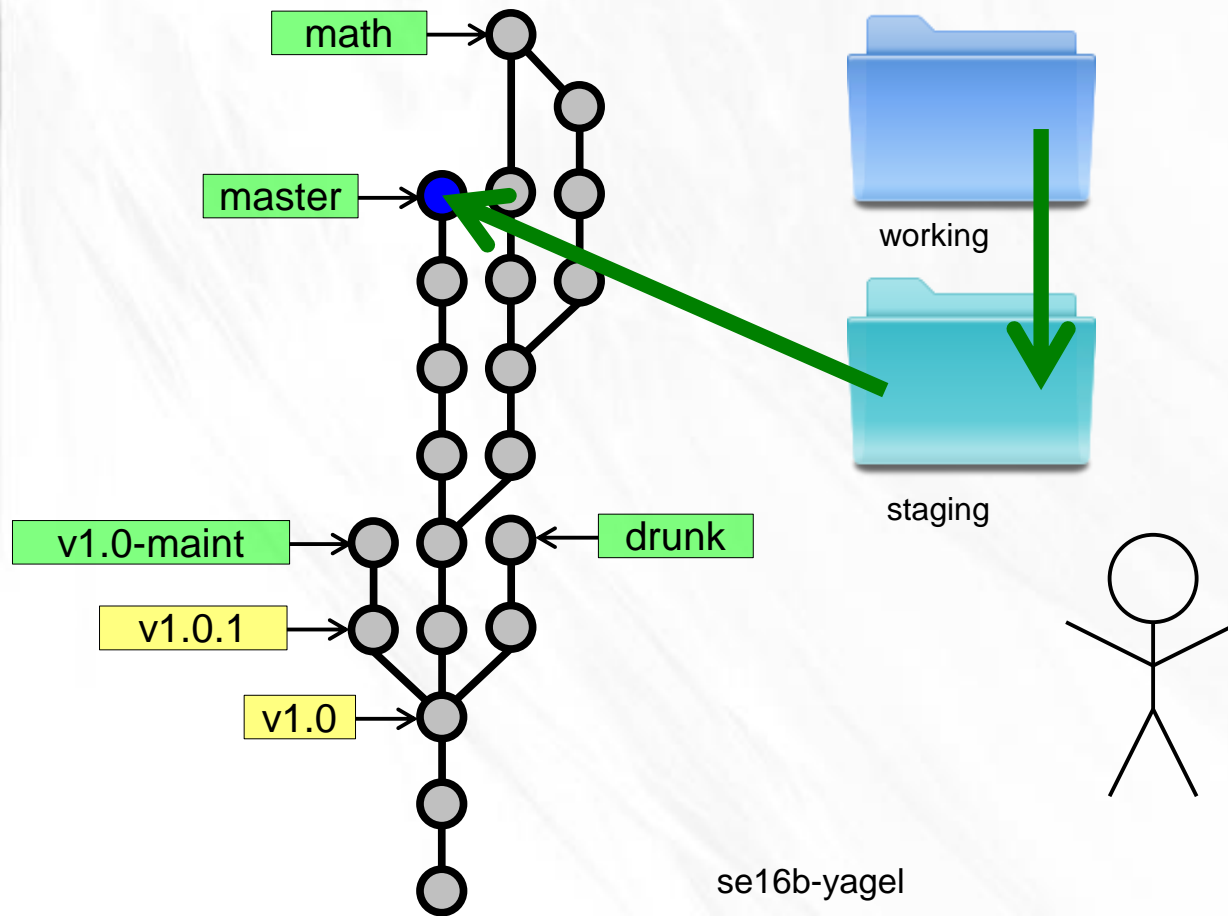 math
master
working
staging
v1.0-maint
drunk
v1.0.1
v1.0
se16b-yagel